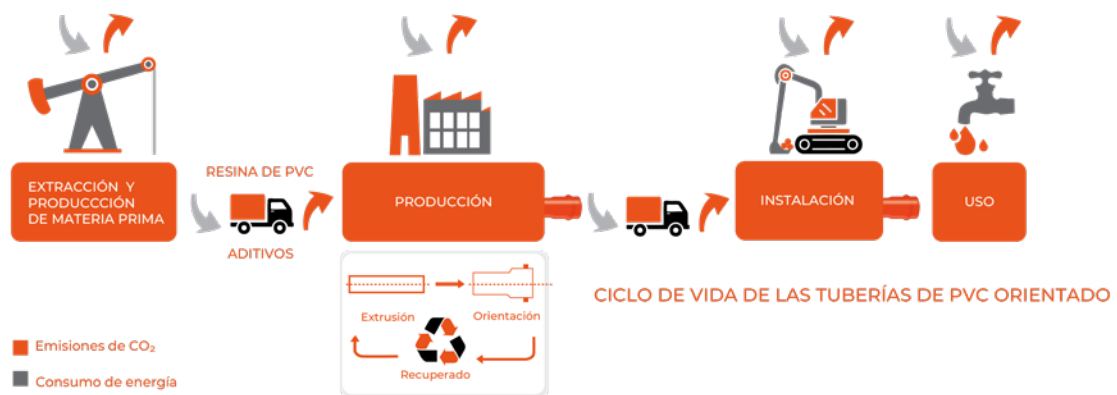 RESINA DE PVC
EXTRACCIÓN Y
PRODUCCCIÓN
DE MATERIA PRIMA
ADITIVOS
PRODUCCIÓN
INSTALACIÓN
USO
Extrusión
Orientación
Recuperado
CICLO DE VIDA DE LAS TUBERÍAS DE PVC ORIENTADO
Emisiones de CO₂
Consumo de energía